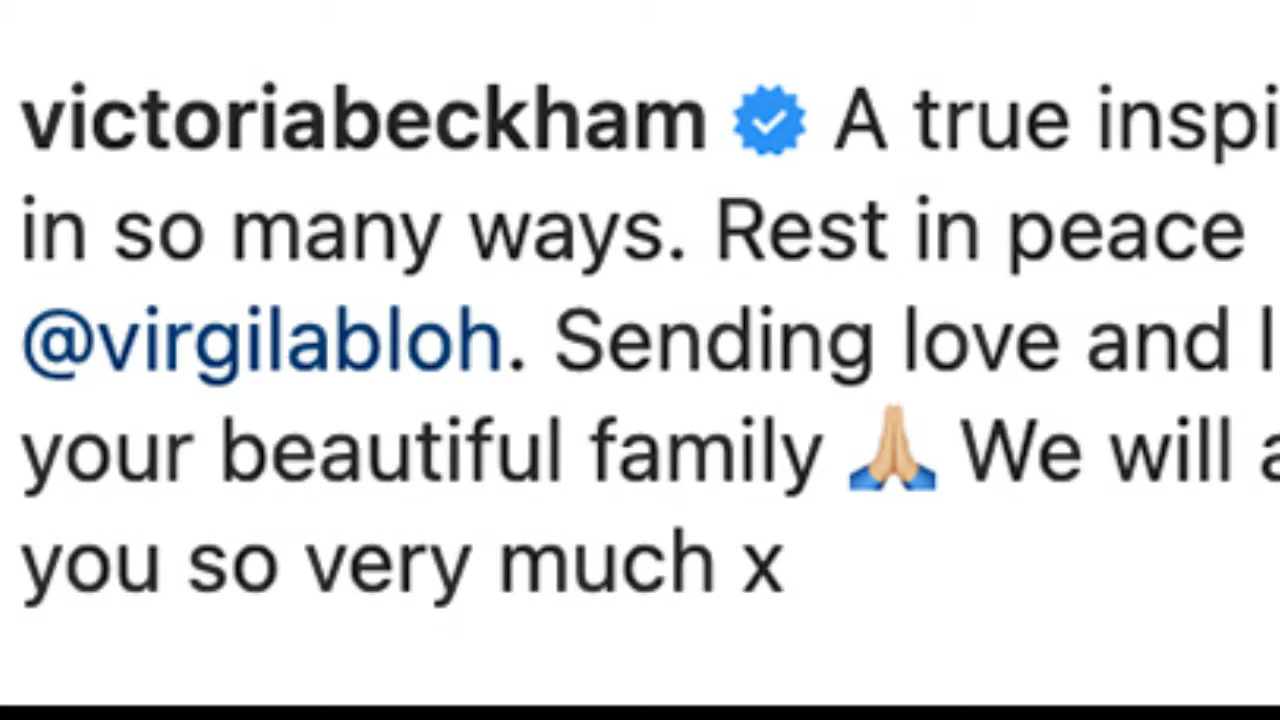 victoriabeckham A true inspi
in so many ways. Rest in peace
@virgilabloh. Sending love and l
your beautiful family 🙏🏼 We will a
you so very much x